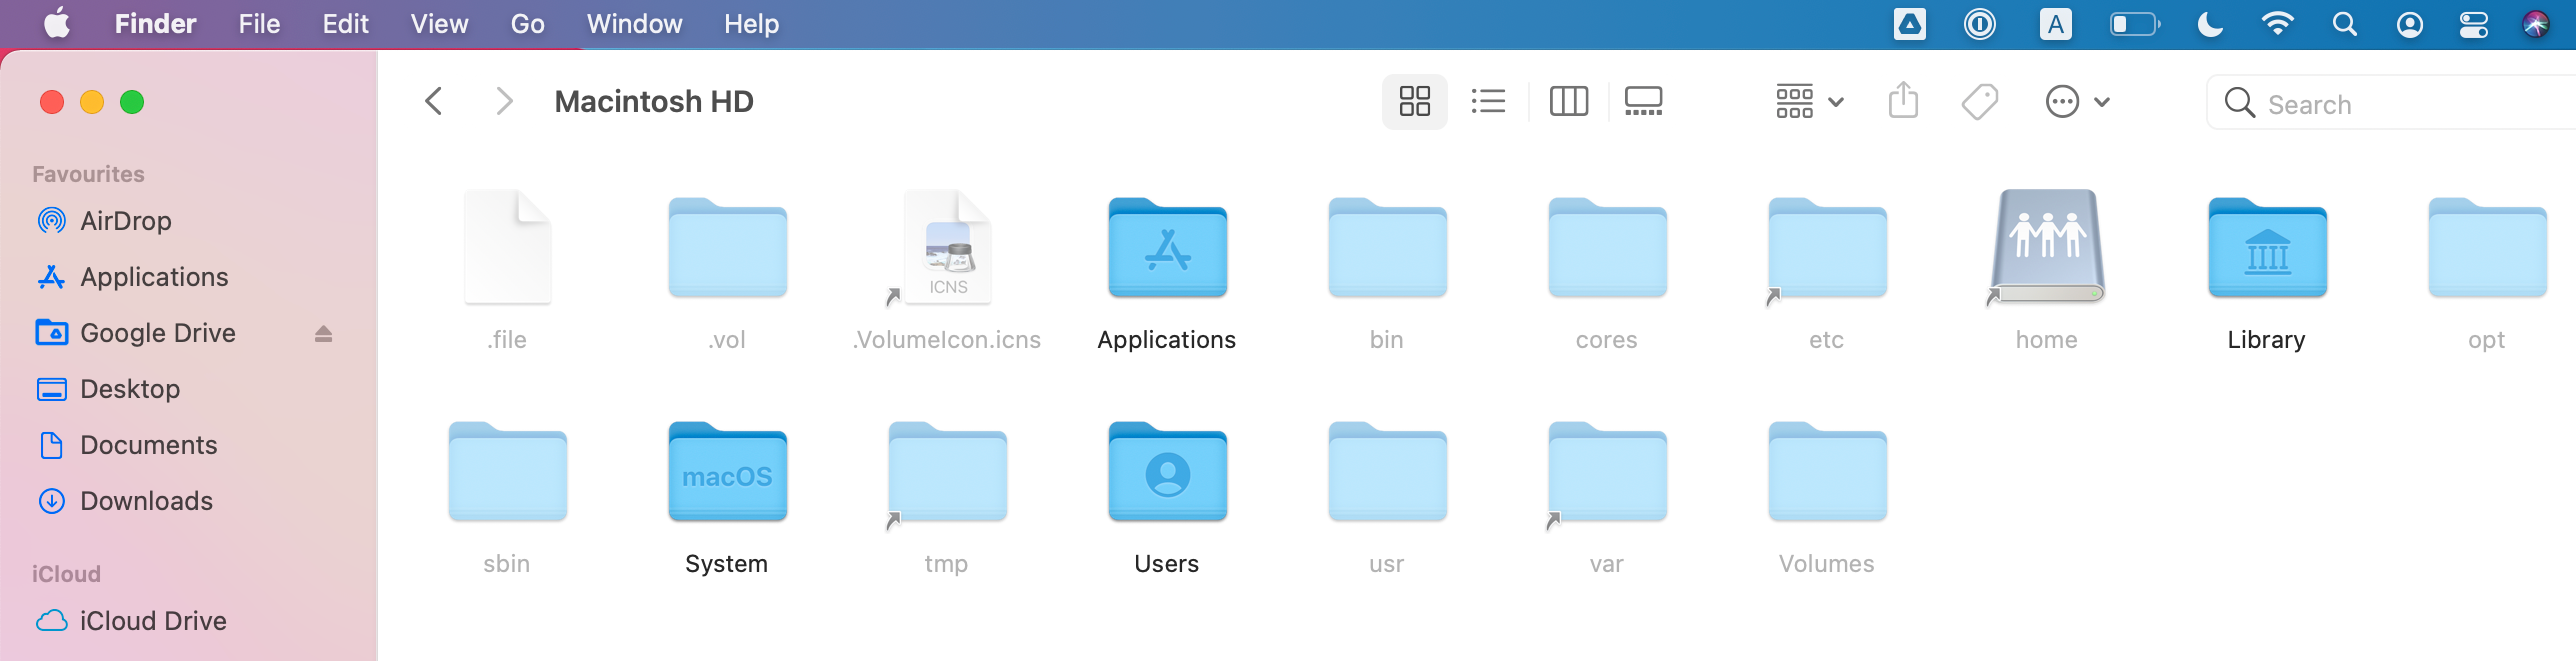 Finder File Edit View Go Window Help A
Macintosh HD
Search
Favourites
AirDrop
Applications
Google Drive
Desktop
Documents
Downloads
iCloud
iCloud Drive
ICNS
.file .vol .VolumeIcon.icns Applications bin cores etc home Library opt
macOS
sbin System tmp Users usr var Volumes